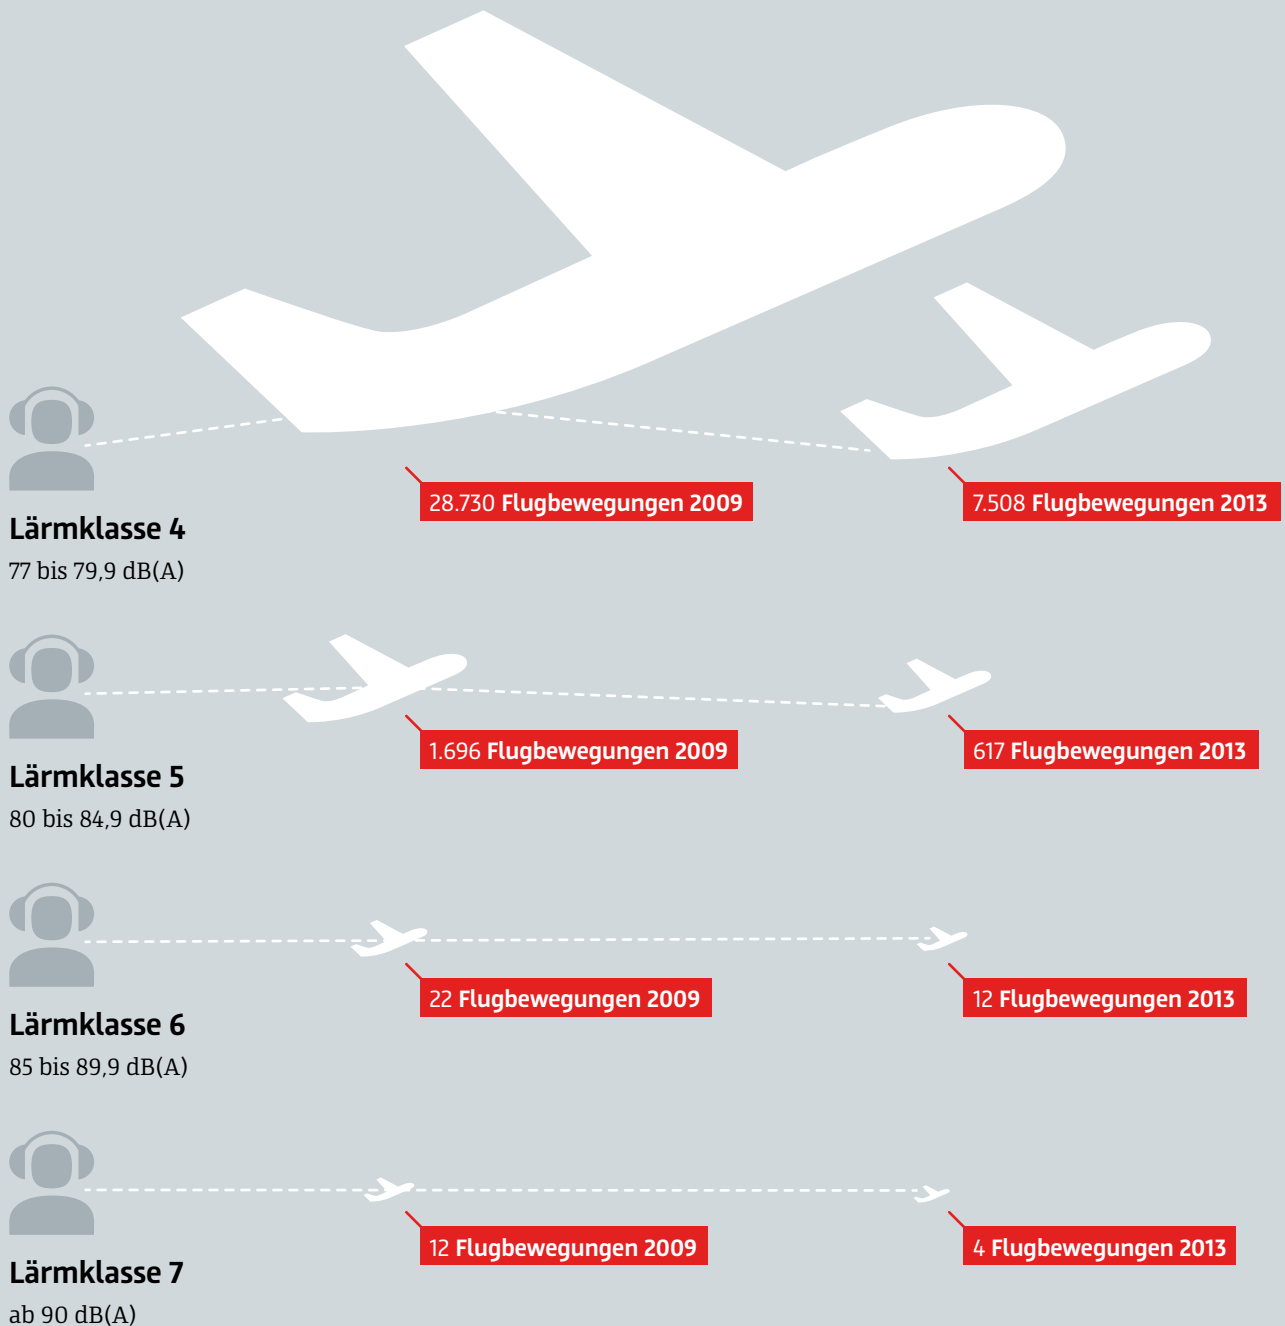 28.730 Flugbewegungen 2009
7.508 Flugbewegungen 2013
Lärmklasse 4
77 bis 79,9 dB(A)
1.696 Flugbewegungen 2009
617 Flugbewegungen 2013
Lärmklasse 5
80 bis 84,9 dB(A)
22 Flugbewegungen 2009
12 Flugbewegungen 2013
Lärmklasse 6
85 bis 89,9 dB(A)
12 Flugbewegungen 2009
4 Flugbewegungen 2013
Lärmklasse 7
ab 90 dB(A)